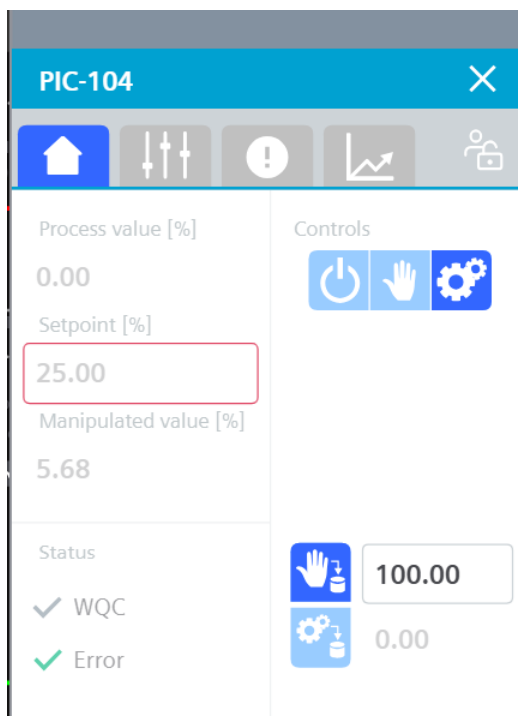 PIC-104
Process value [%]
0.00
Setpoint [%]
25.00
Manipulated value [%]
5.68
Controls
Status
WQC
Error
100.00
0.00